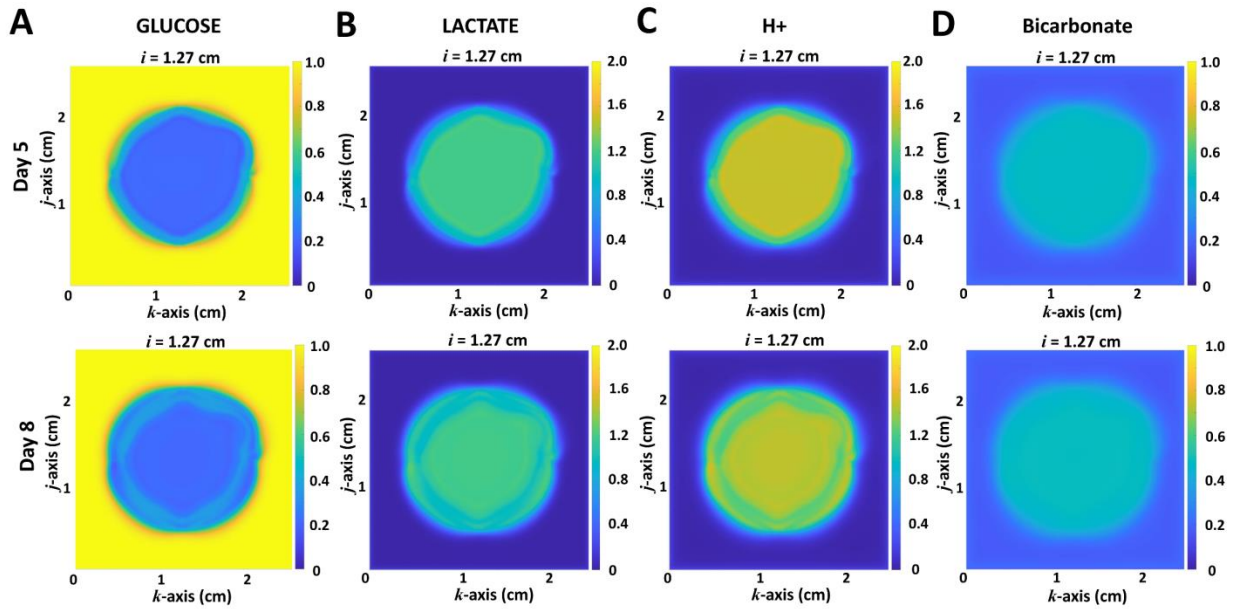 A GLUCOSE B LACTATE C H+ D Bicarbonate
i = 1.27 cm i = 1.27 cm i = 1.27 cm i = 1.27 cm
Day 5
j-axis (cm) j-axis (cm) j-axis (cm) j-axis (cm)
2 1 2 1 2 1 2 1
1.0 0.8 0.6 0.4 0.2 0
2.0 1.6 1.2 0.8 0.4 0
2.0 1.6 1.2 0.8 0.4 0
1.0 0.8 0.6 0.4 0.2 0
0 1 2 0 1 2 0 1 2 0 1 2
k-axis (cm) k-axis (cm) k-axis (cm) k-axis (cm)
i = 1.27 cm i = 1.27 cm i = 1.27 cm i = 1.27 cm
Day 8
j-axis (cm) j-axis (cm) j-axis (cm) j-axis (cm)
2 1 2 1 2 1 2 1
1.0 0.8 0.6 0.4 0.2 0
2.0 1.6 1.2 0.8 0.4 0
2.0 1.6 1.2 0.8 0.4 0
1.0 0.8 0.6 0.4 0.2 0
0 1 2 0 1 2 0 1 2 0 1 2
k-axis (cm) k-axis (cm) k-axis (cm) k-axis (cm)